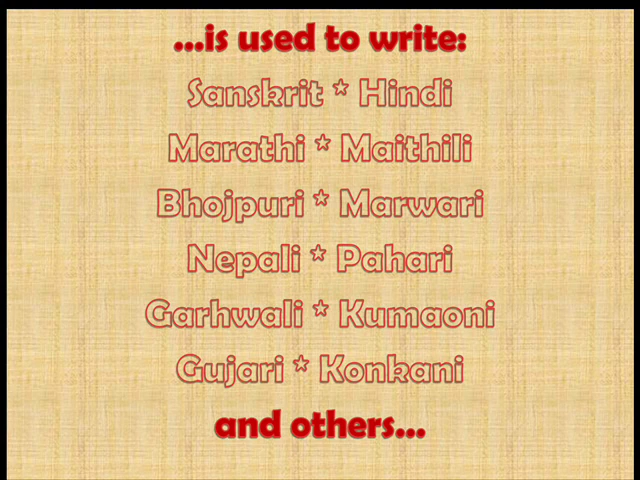 ...is used to write:
Sanskrit * Hindi
Marathi * Maithili
Bhojpuri * Marwari
Nepali * Pahari
Garhwali * Kumaoni
Gujari * Konkani
and others...